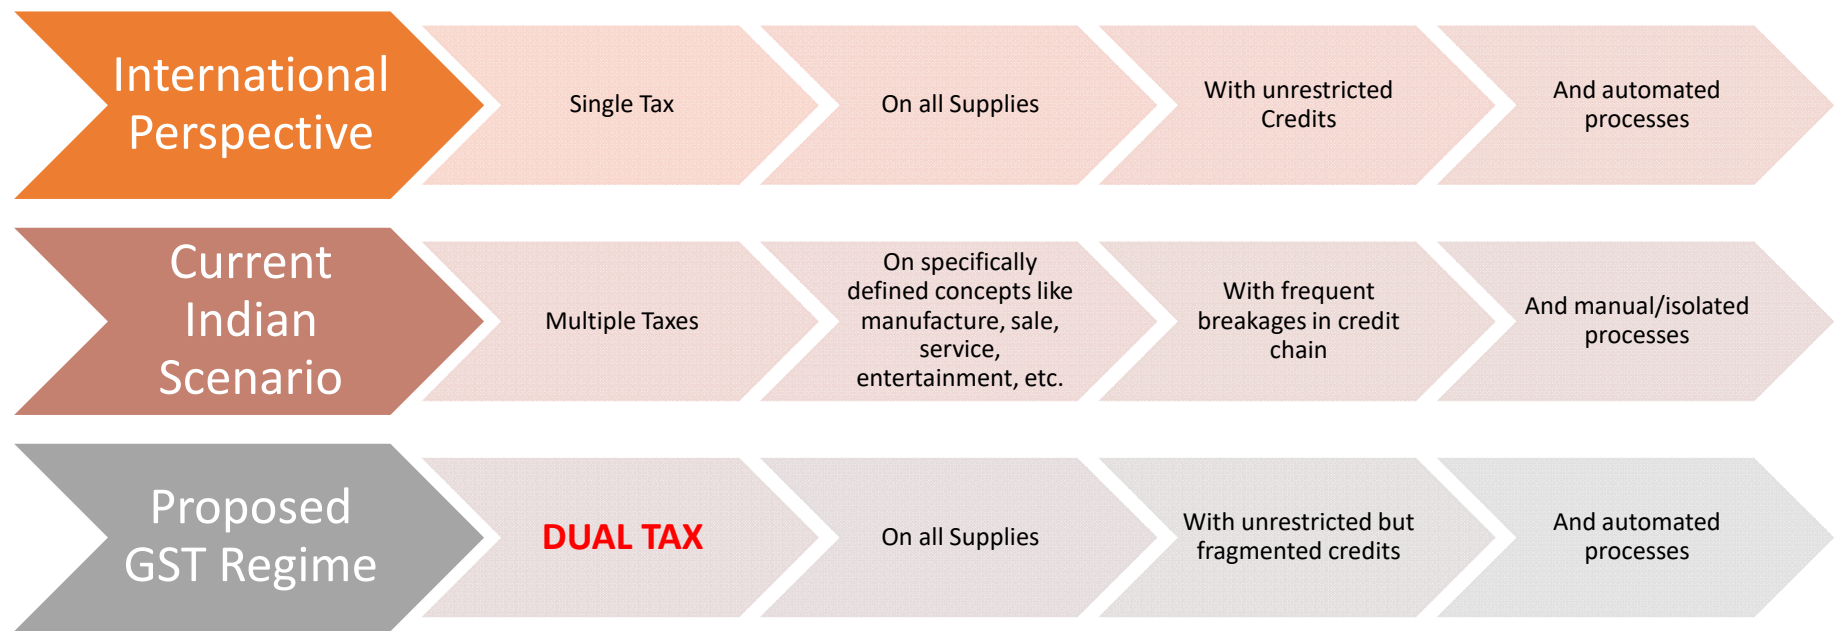 International
Perspective
Single Tax
On all Supplies
With unrestricted
Credits
And automated
processes
Current
Indian
Scenario
Multiple Taxes
On specifically
defined concepts like
manufacture, sale,
service,
entertainment, etc.
With frequent
breakages in credit
chain
And manual/isolated
processes
Proposed
GST Regime
DUAL TAX
On all Supplies
With unrestricted but
fragmented credits
And automated
processes